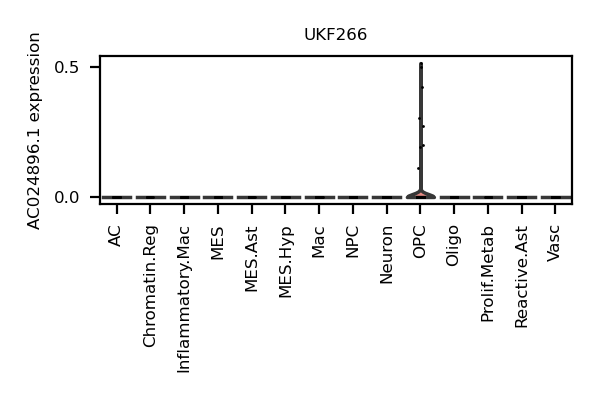 UKF266
AC024896.1 expression
0.5
0.0
AC
Chromatin.Reg
Inflammatory.Mac
MES
MES.Ast
MES.Hyp
Mac
NPC
Neuron
OPC
Oligo
Prolif.Metab
Reactive.Ast
Vasc